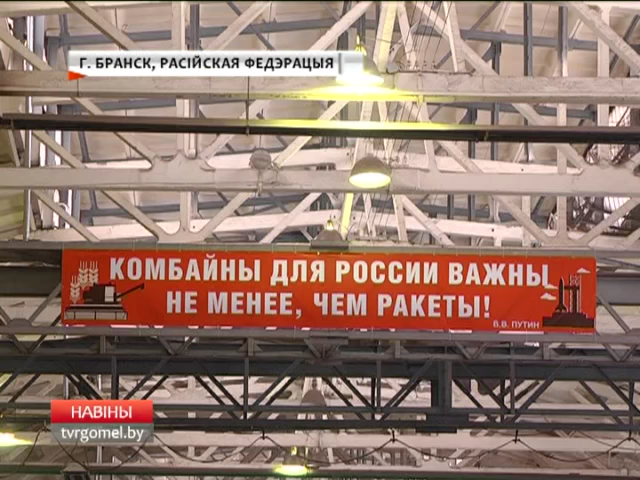 Г. БРАНСК, РАСІЙСКАЯ ФЕДЭРАЦЫЯ
КОМБАЙНЫ ДЛЯ РОССИИ ВАЖНЫ
НЕ МЕНЕЕ, ЧЕМ РАКЕТЫ!
В.В. ПУТИН
НАВІНЫ
tvrgomel.by